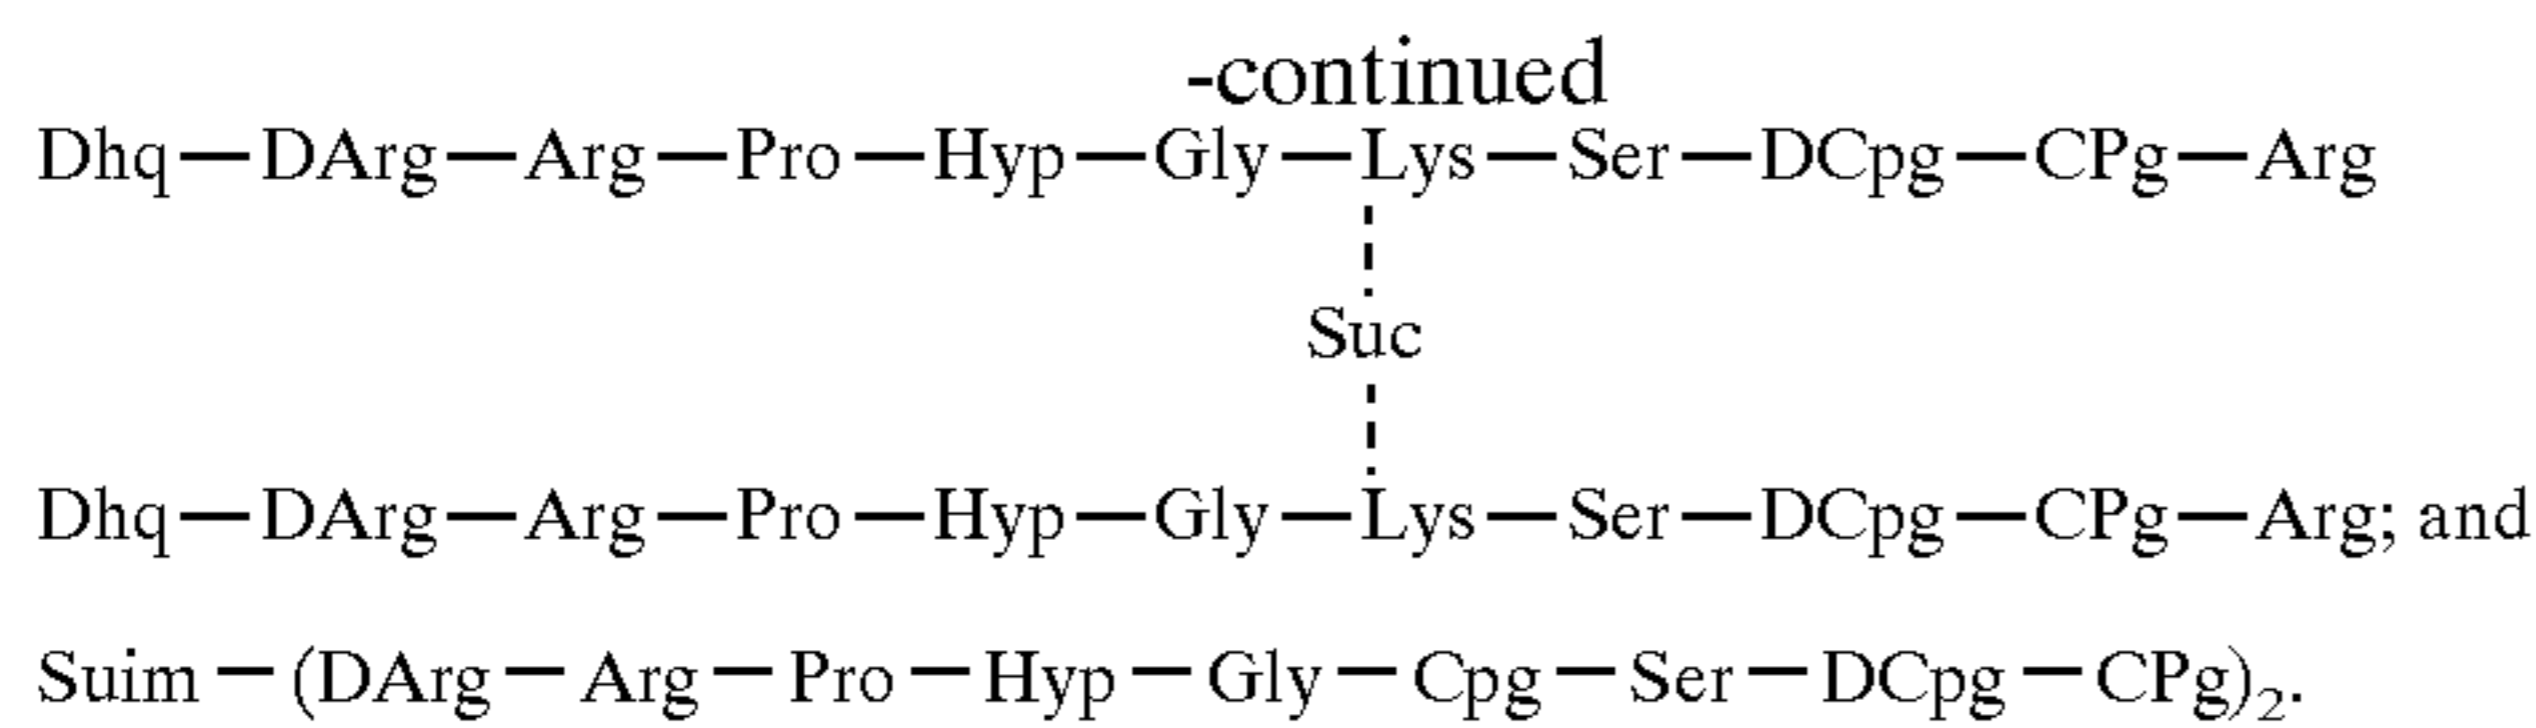 -continued
Dhq—DArg—Arg—Pro—Hyp—Gly—Lys—Ser—DCpg—CPg—Arg
Suc
Dhq—DArg—Arg—Pro—Hyp—Gly—Lys—Ser—DCpg—CPg—Arg; and
Suim—(DArg—Arg—Pro—Hyp—Gly—Cpg—Ser—DCpg—CPg)₂.